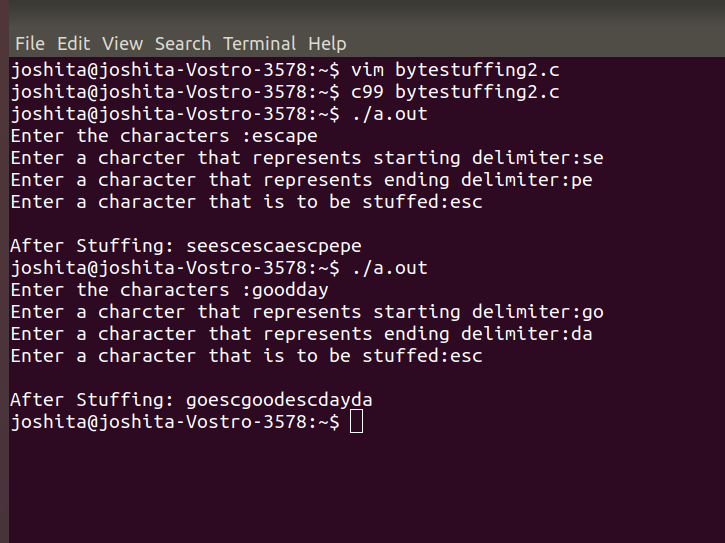 File Edit View Search Terminal Help
joshita@joshita-Vostro-3578:~$ vim bytestuffing2.c
joshita@joshita-Vostro-3578:~$ c99 bytestuffing2.c
joshita@joshita-Vostro-3578:~$ ./a.out
Enter the characters :escape
Enter a charcter that represents starting delimiter:se
Enter a character that represents ending delimiter:pe
Enter a character that is to be stuffed:esc
After Stuffing: seescescaescpepe
joshita@joshita-Vostro-3578:~$ ./a.out
Enter the characters :goodday
Enter a charcter that represents starting delimiter:go
Enter a character that represents ending delimiter:da
Enter a character that is to be stuffed:esc
After Stuffing: goescgoodescdayda
joshita@joshita-Vostro-3578:~$